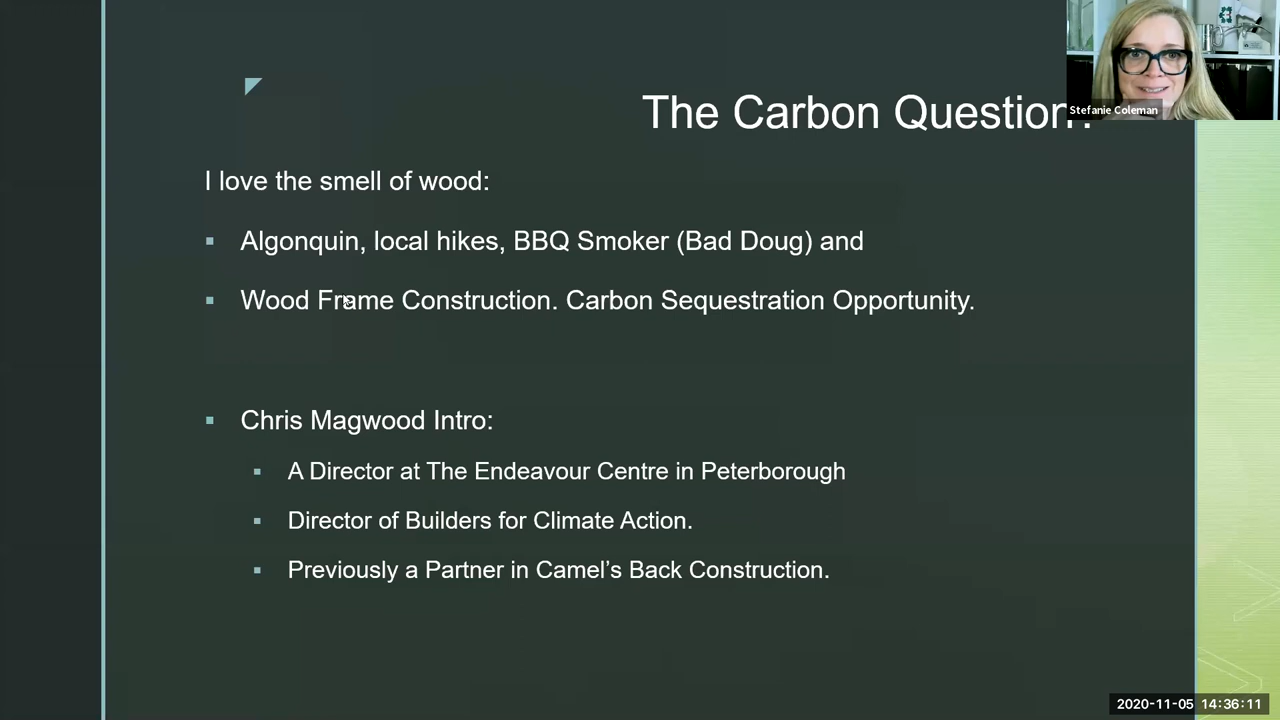 The Carbon Question?
Stefanie Coleman
I love the smell of wood:
▪ Algonquin, local hikes, BBQ Smoker (Bad Doug) and
▪ Wood Frame Construction. Carbon Sequestration Opportunity.
▪ Chris Magwood Intro:
▪ A Director at The Endeavour Centre in Peterborough
▪ Director of Builders for Climate Action.
▪ Previously a Partner in Camel’s Back Construction.
2020-11-05 14:36:11